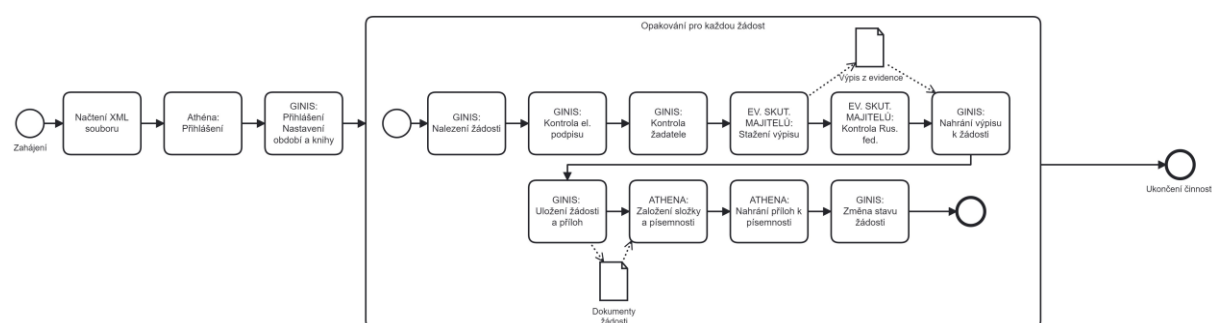 Opakování pro každou žádost
Výpis z evidence
Zahájení
Načtení XML
souboru
Athéna:
Přihlášení
GINIS:
Přihlášení
Nastavení
období a knihy
GINIS:
Nalezení žádosti
GINIS:
Kontrola el.
podpisu
GINIS:
Kontrola
žadatele
EV. SKUT.
MAJITELŮ:
Stažení výpisu
EV. SKUT.
MAJITELŮ:
Kontrola Rus.
fed.
GINIS:
Nahrání výpisu
k žádosti
GINIS:
Uložení žádosti
a příloh
ATHENA:
Založení složky
a písemnosti
ATHENA:
Nahrání příloh k
písemnosti
GINIS:
Změna stavu
žádosti
Ukončení činnost
Dokumenty
žádosti